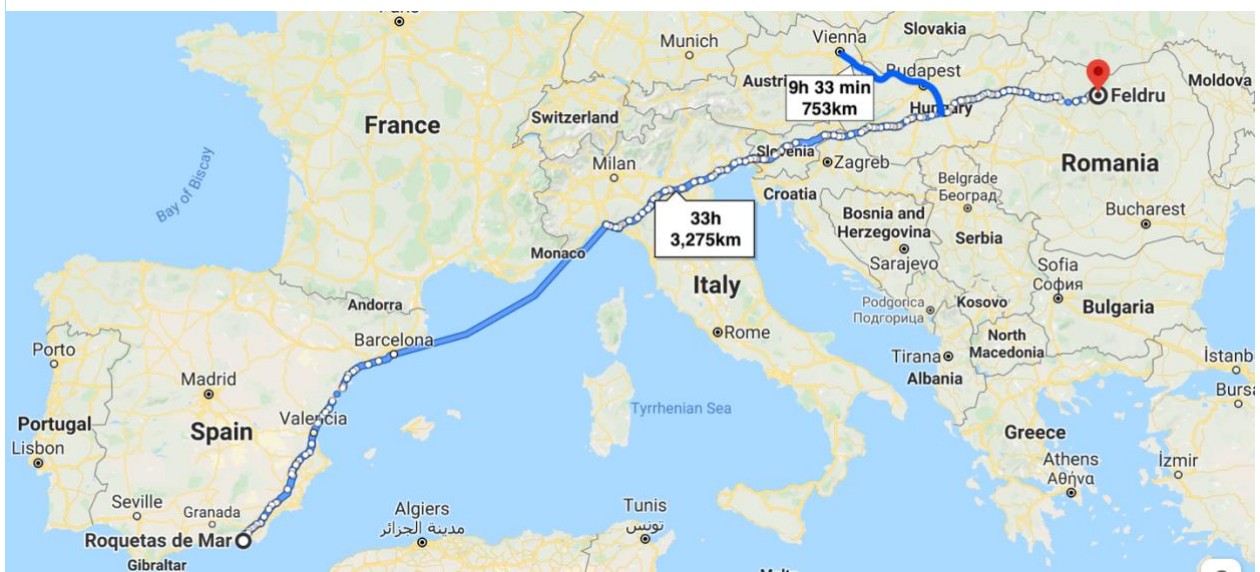 Munich
Vienna
Slovakia
Austri
Budapest
Moldova
9h 33 min
753km
Hungary
Feldru
Switzerland
France
Milan
Slovenia
Zagreb
Romania
Croatia
Belgrade
Београд
Bay of Biscay
33h
3,275km
Bosnia and
Herzegovina
Bucharest
Monaco
Serbia
Sarajevo
Sofia
София
Italy
Andorra
Podgorica
Подгорица
Kosovo
Bulgaria
Barcelona
Rome
North
Macedonia
Porto
Tirana
İstanb
Madrid
Albania
Bursa
Tyrrhenian Sea
Portugal
Valencia
Spain
Greece
Lisbon
Athens
Αθήνα
İzmir
Seville
Granada
Algiers
مدينة الجزائر
Tunis
تونس
Roquetas de Mar
Gibraltar